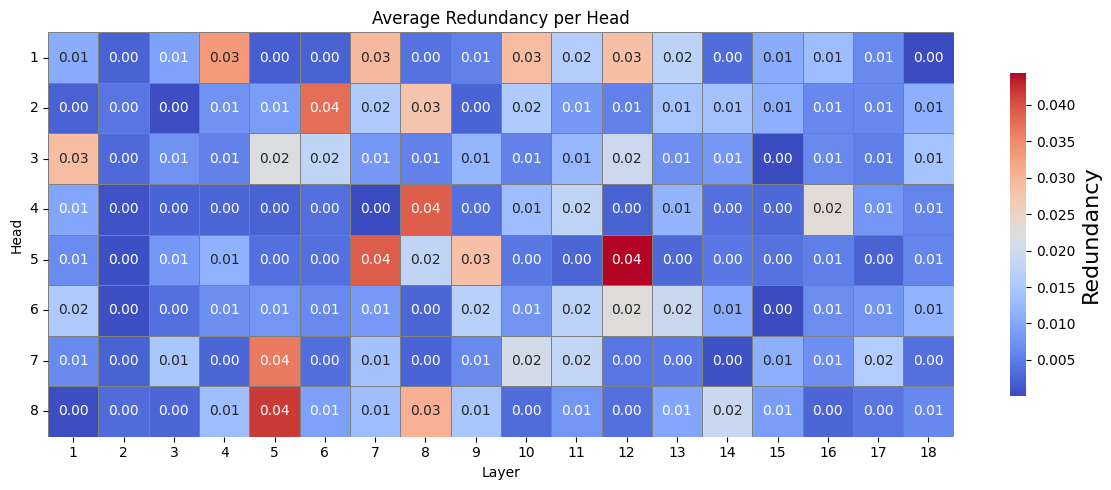 Average Redundancy per Head
1 0.01 0.00 0.01 0.03 0.00 0.00 0.03 0.00 0.01 0.03 0.02 0.03 0.02 0.00 0.01 0.01 0.01 0.00
2 0.00 0.00 0.00 0.01 0.01 0.04 0.02 0.03 0.00 0.02 0.01 0.01 0.01 0.01 0.01 0.01 0.01 0.01
3 0.03 0.00 0.01 0.01 0.02 0.02 0.01 0.01 0.01 0.01 0.01 0.02 0.01 0.01 0.00 0.01 0.01 0.01
4 0.01 0.00 0.00 0.00 0.00 0.00 0.00 0.04 0.00 0.01 0.02 0.00 0.01 0.00 0.00 0.02 0.01 0.01
5 0.01 0.00 0.01 0.01 0.00 0.00 0.04 0.02 0.03 0.00 0.00 0.04 0.00 0.00 0.00 0.01 0.00 0.01
6 0.02 0.00 0.00 0.01 0.01 0.01 0.01 0.00 0.02 0.01 0.02 0.02 0.02 0.01 0.00 0.01 0.01 0.01
7 0.01 0.00 0.01 0.00 0.04 0.00 0.01 0.00 0.01 0.02 0.02 0.00 0.00 0.00 0.01 0.01 0.02 0.00
8 0.00 0.00 0.00 0.01 0.04 0.01 0.01 0.03 0.01 0.00 0.01 0.00 0.01 0.02 0.01 0.00 0.00 0.01
1 2 3 4 5 6 7 8 9 10 11 12 13 14 15 16 17 18
Layer
Head
0.040
0.035
0.030
0.025
0.020
0.015
0.010
0.005
Redundancy